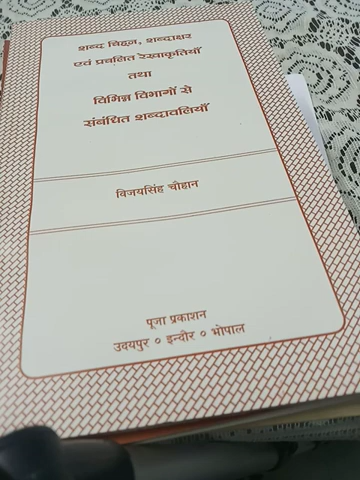 शब्द चिह्न, शब्दाक्षर
एवं प्रचलित रेखाकृतियाँ
तथा
विभिन्न विभागों से
संबंधित शब्दावलियाँ
विजयसिंह चौहान
पूजा प्रकाशन
उदयपुर ० इन्दौर ० भोपाल